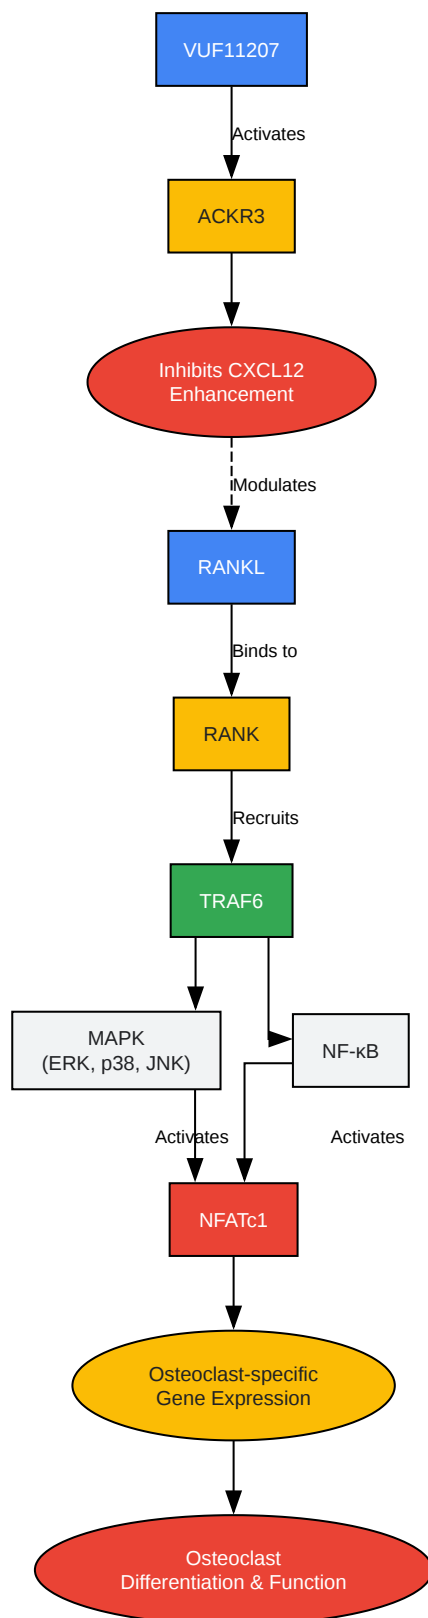 VUF11207
Activates
ACKR3
Inhibits CXCL12
Enhancement
Modulates
RANKL
Binds to
RANK
Recruits
TRAF6
MAPK
(ERK, p38, JNK)
NF-κB
Activates
Activates
NFATc1
Osteoclast-specific
Gene Expression
Osteoclast
Differentiation & Function